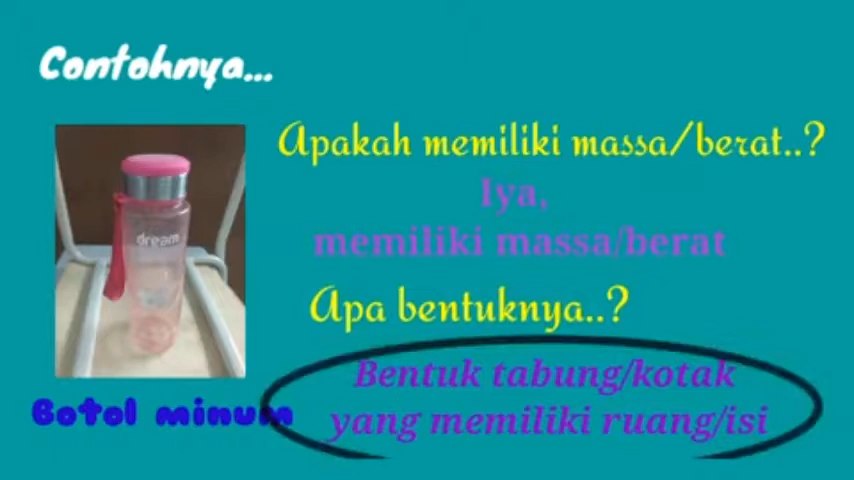 Contohnya...
Apakah memiliki massa/berat..?
Iya,
memiliki massa/berat
dream
Apa bentuknya..?
Bentuk tabung/kotak
yang memiliki ruang/isi
Botol minum